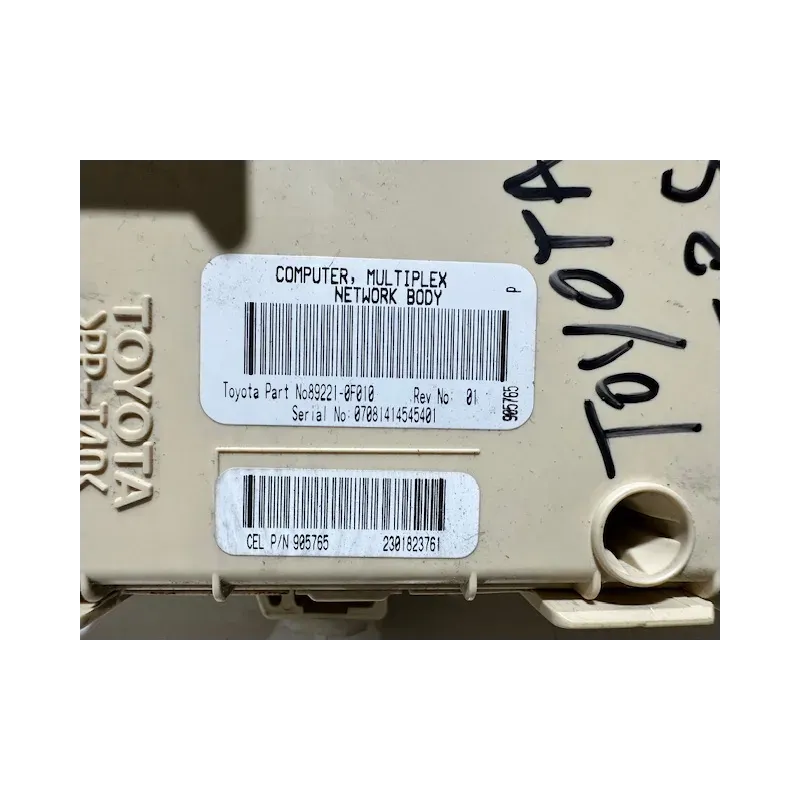 COMPUTER, MULTIPLEX
NETWORK BODY
P
Toyota Part No89221-0F010 Rev No: 01
Serial No: 07081414545401
905765
CEL P/N 905765 2301823761
TOYOTA
TOYOTA